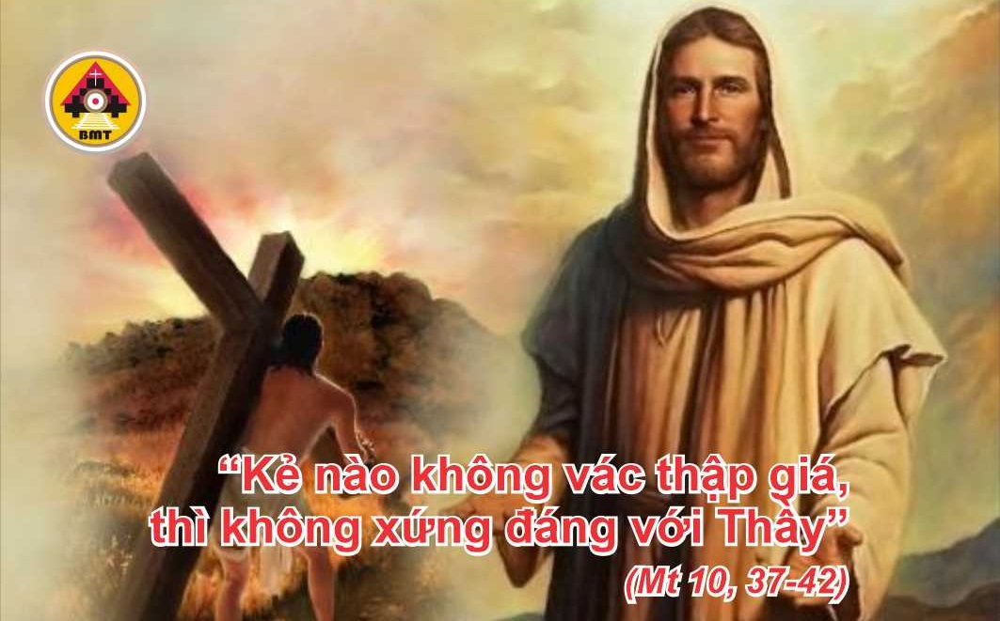 BMT
“Kẻ nào không vác thập giá,
thì không xứng đáng với Thầy”
(Mt 10, 37-42)